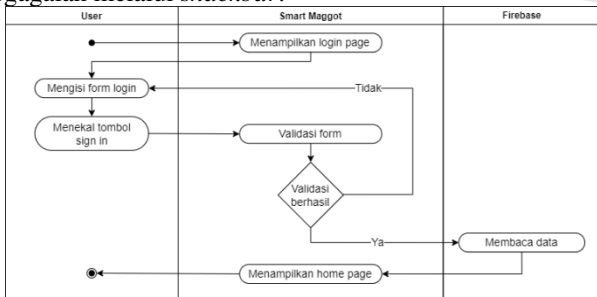 User
Smart Maggot
Firebase
Menampilkan login page
Mengisi form login
Tidak
Menekal tombol
sign in
Validasi form
Validasi
berhasil
Ya
Membaca data
Menampilkan home page